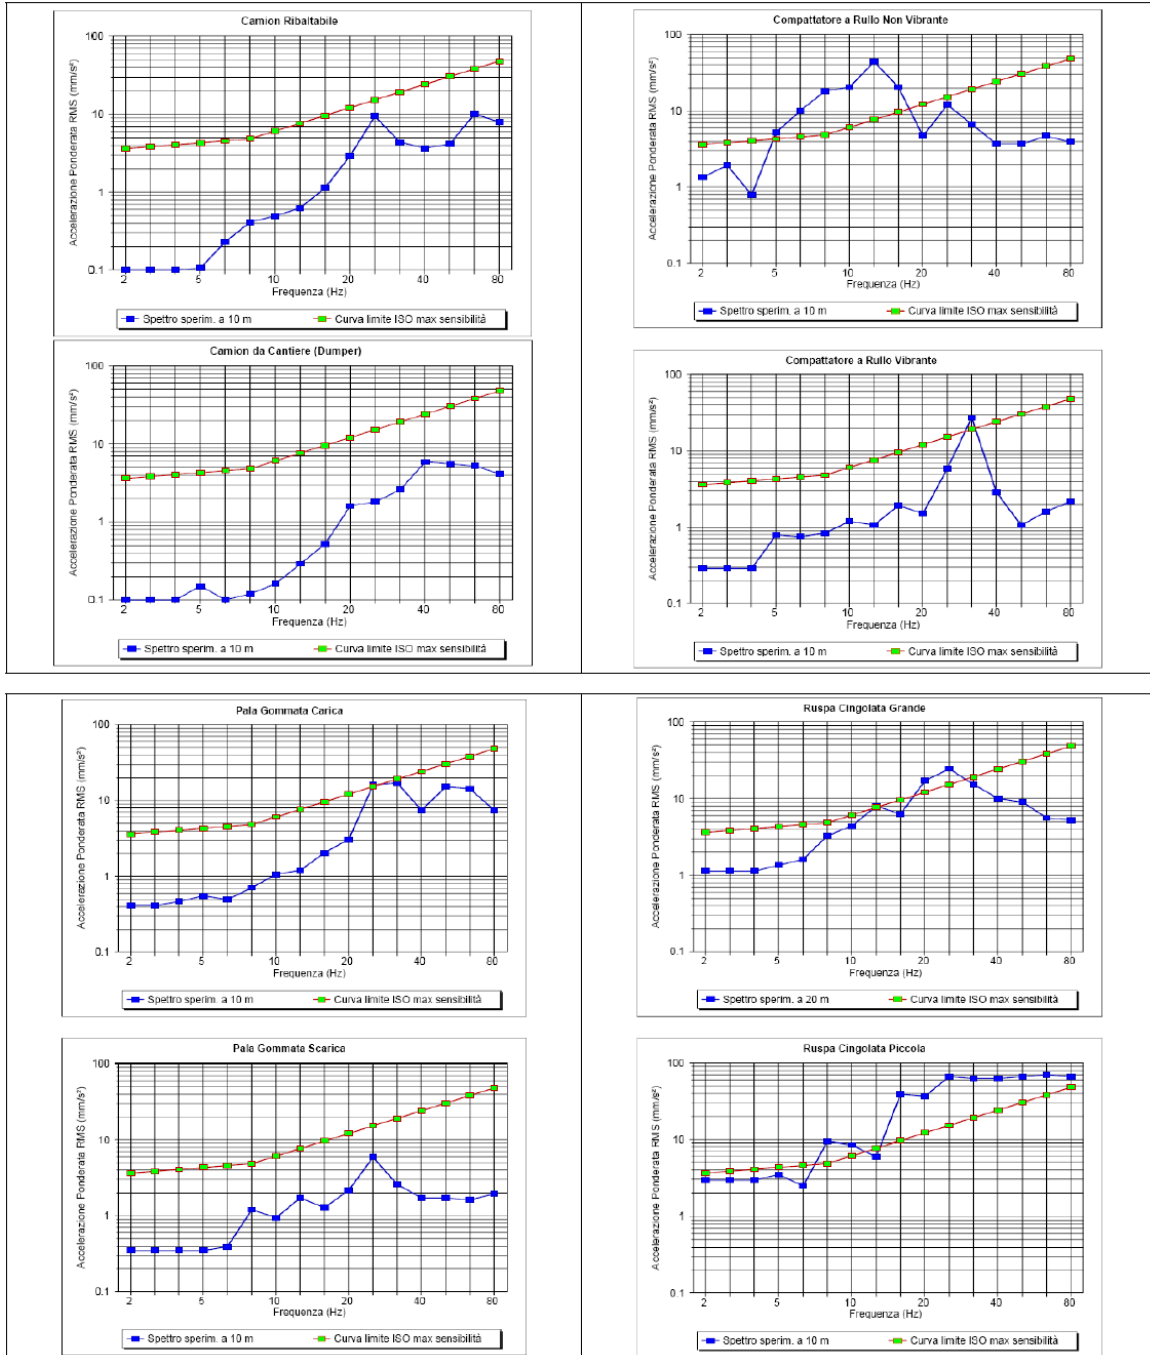 Camion Ribaltabile
Accelerazione Ponderata RMS (mm/s²)
100
10
1
0.1
2 5 10 20 40 80
Frequenza (Hz)
Spettro sperim. a 10 m Curva limite ISO max sensibilità
Camion da Cantiere (Dumper)
Accelerazione Ponderata RMS (mm/s²)
100
10
1
0.1
2 5 10 20 40 80
Frequenza (Hz)
Spettro sperim. a 10 m Curva limite ISO max sensibilità
Compattatore a Rullo Non Vibrante
Accelerazione Ponderata RMS (mm/s²)
100
10
1
0.1
2 5 10 20 40 80
Frequenza (Hz)
Spettro sperim. a 10 m Curva limite ISO max sensibilità
Compattatore a Rullo Vibrante
Accelerazione Ponderata RMS (mm/s²)
100
10
1
0.1
2 5 10 20 40 80
Frequenza (Hz)
Spettro sperim. a 10 m Curva limite ISO max sensibilità
Pala Gommata Carica
Accelerazione Ponderata RMS (mm/s²)
100
10
1
0.1
2 5 10 20 40 80
Frequenza (Hz)
Spettro sperim. a 10 m Curva limite ISO max sensibilità
Pala Gommata Scarica
Accelerazione Ponderata RMS (mm/s²)
100
10
1
0.1
2 5 10 20 40 80
Frequenza (Hz)
Spettro sperim. a 10 m Curva limite ISO max sensibilità
Ruspa Cingolata Grande
Accelerazione Ponderata RMS (mm/s²)
100
10
1
0.1
2 5 10 20 40 80
Frequenza (Hz)
Spettro sperim. a 20 m Curva limite ISO max sensibilità
Ruspa Cingolata Piccola
Accelerazione Ponderata RMS (mm/s²)
100
10
1
0.1
2 5 10 20 40 80
Frequenza (Hz)
Spettro sperim. a 10 m Curva limite ISO max sensibilità